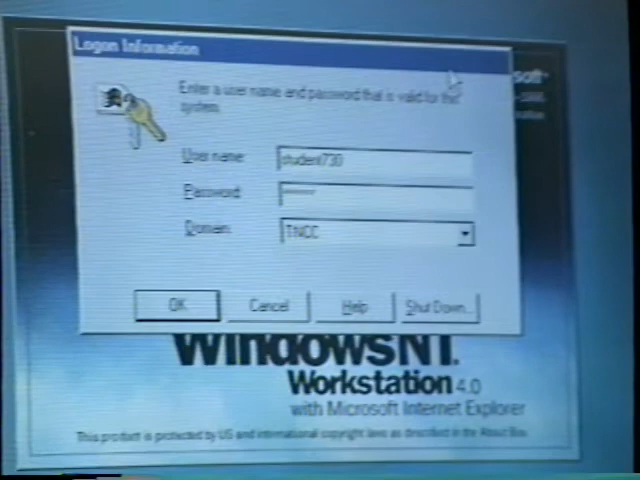 Logon Information
Enter a user name and password that is valid for this
system.
User name
student730
Password:
Domain:
TNCC
OK
Cancel
Help
Shut Down...
Windows NT.
Workstation 4.0
with Microsoft Internet Explorer
This product is protected by US and international copyright laws as described in the About Box.